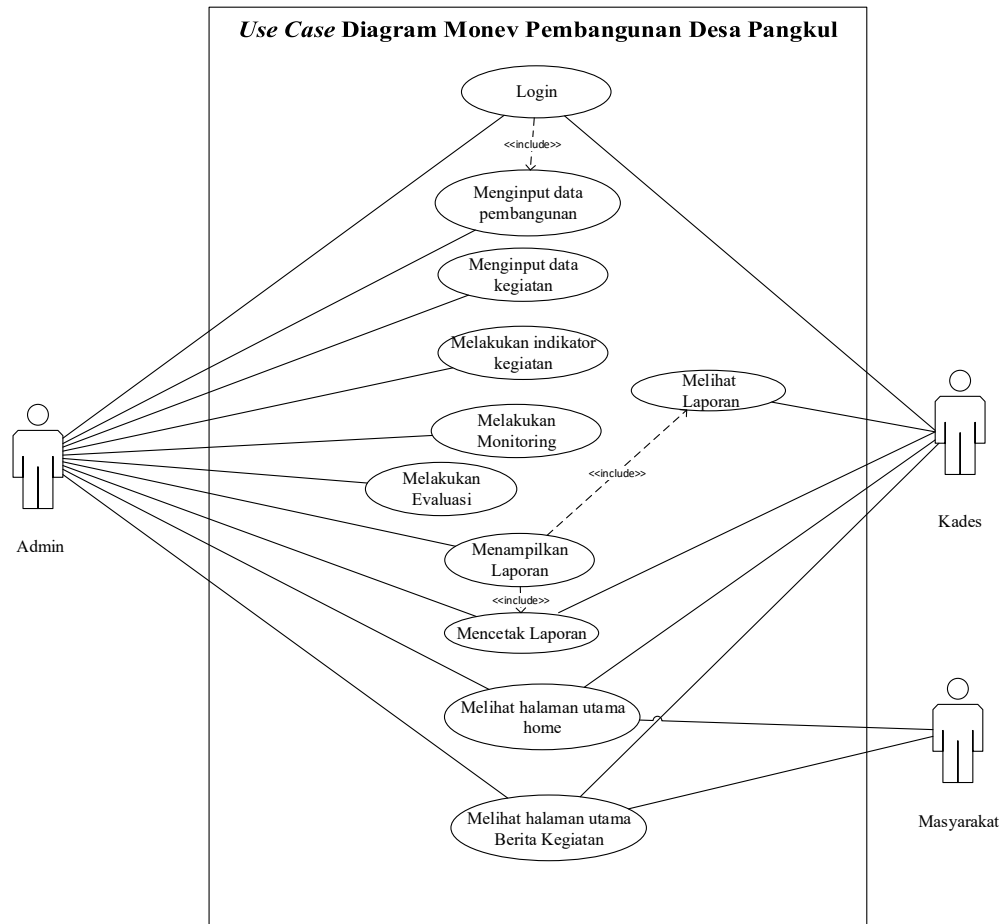 Use Case Diagram Monev Pembangunan Desa Pangkul
Login
<<include>>
Menginput data
pembangunan
Menginput data
kegiatan
Melakukan indikator
kegiatan
Melihat
Laporan
Melakukan
Monitoring
<<include>>
Melakukan
Evaluasi
Admin
Kades
Menampilkan
Laporan
<<include>>
Mencetak Laporan
Melihat halaman utama
home
Masyarakat
Melihat halaman utama
Berita Kegiatan